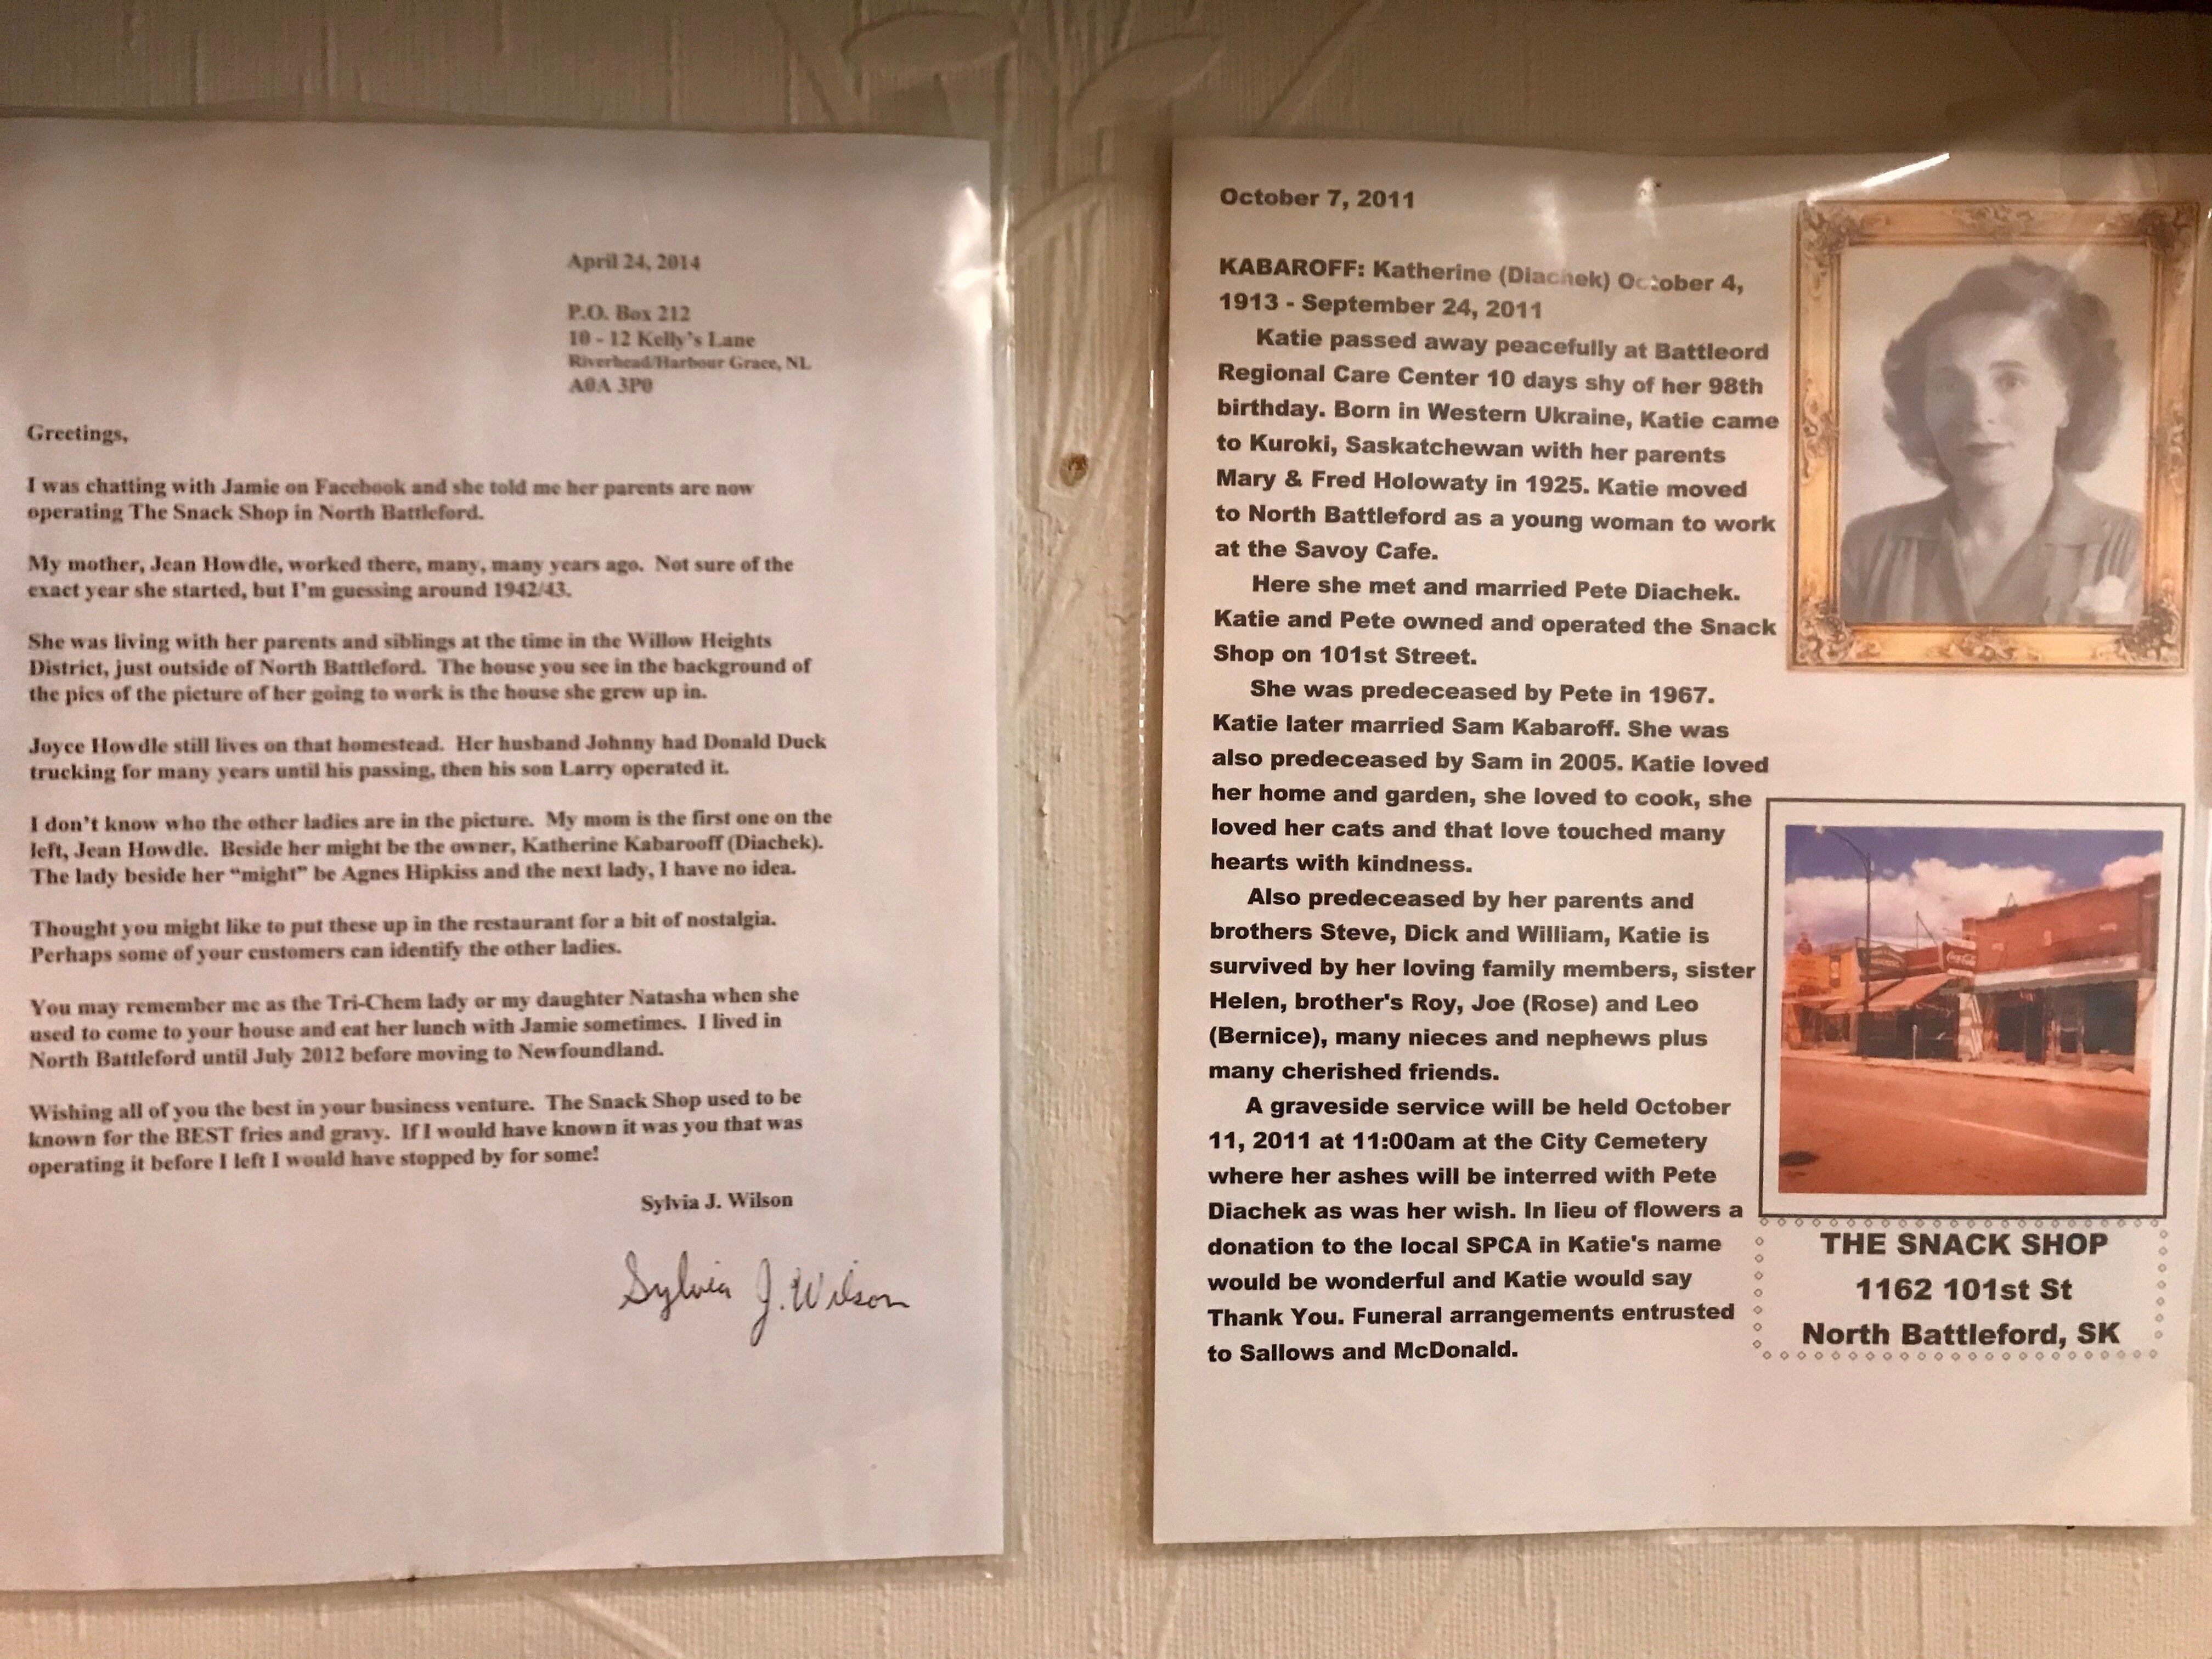 April 24, 2014
P.O. Box 212
10 - 12 Kelly's Lane
Riverhead/Harbour Grace, NL
A0A 3P0
Greetings,
I was chatting with Jamie on Facebook and she told me her parents are now
operating The Snack Shop in North Battleford.
My mother, Jean Howdle, worked there, many, many years ago. Not sure of the
exact year she started, but I'm guessing around 1942/43.
She was living with her parents and siblings at the time in the Willow Heights
District, just outside of North Battleford. The house you see in the background of
the pics of the picture of her going to work is the house she grew up in.
Joyce Howdle still lives on that homestead. Her husband Johnny had Donald Duck
trucking for many years until his passing, then his son Larry operated it.
I don't know who the other ladies are in the picture. My mom is the first one on the
left, Jean Howdle. Beside her might be the owner, Katherine Kabarooff (Diachek).
The lady beside her "might" be Agnes Hipkiss and the next lady, I have no idea.
Thought you might like to put these up in the restaurant for a bit of nostalgia.
Perhaps some of your customers can identify the other ladies.
You may remember me as the Tri-Chem lady or my daughter Natasha when she
used to come to your house and eat her lunch with Jamie sometimes. I lived in
North Battleford until July 2012 before moving to Newfoundland.
Wishing all of you the best in your business venture. The Snack Shop used to be
known for the BEST fries and gravy. If I would have known it was you that was
operating it before I left I would have stopped by for some!
Sylvia J. Wilson
Sylvia J. Wilson
October 7, 2011
KABAROFF: Katherine (Diachek) October 4,
1913 - September 24, 2011
Katie passed away peacefully at Battleord
Regional Care Center 10 days shy of her 98th
birthday. Born in Western Ukraine, Katie came
to Kuroki, Saskatchewan with her parents
Mary & Fred Holowaty in 1925. Katie moved
to North Battleford as a young woman to work
at the Savoy Cafe.
Here she met and married Pete Diachek.
Katie and Pete owned and operated the Snack
Shop on 101st Street.
She was predeceased by Pete in 1967.
Katie later married Sam Kabaroff. She was
also predeceased by Sam in 2005. Katie loved
her home and garden, she loved to cook, she
loved her cats and that love touched many
hearts with kindness.
Also predeceased by her parents and
brothers Steve, Dick and William, Katie is
survived by her loving family members, sister
Helen, brother's Roy, Joe (Rose) and Leo
(Bernice), many nieces and nephews plus
many cherished friends.
A graveside service will be held October
11, 2011 at 11:00am at the City Cemetery
where her ashes will be interred with Pete
Diachek as was her wish. In lieu of flowers a
donation to the local SPCA in Katie's name
would be wonderful and Katie would say
Thank You. Funeral arrangements entrusted
to Sallows and McDonald.
Coca-Cola
THE SNACK SHOP
1162 101st St
North Battleford, SK